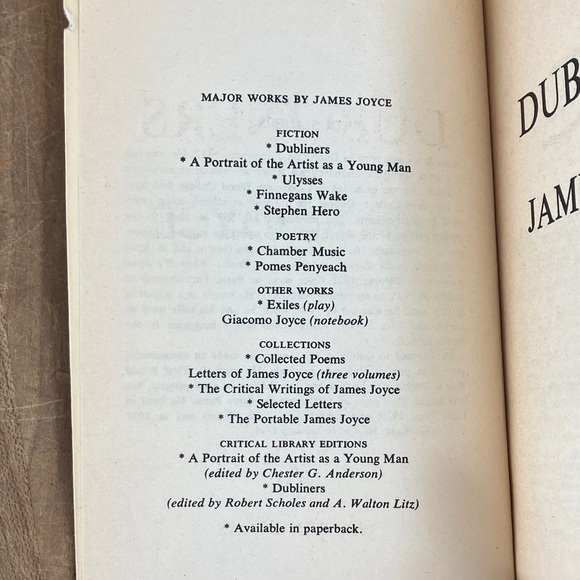 MAJOR WORKS BY JAMES JOYCE
FICTION
* Dubliners
* A Portrait of the Artist as a Young Man
* Ulysses
* Finnegans Wake
* Stephen Hero
POETRY
* Chamber Music
* Pomes Penyeach
OTHER WORKS
* Exiles (play)
Giacomo Joyce (notebook)
COLLECTIONS
* Collected Poems
Letters of James Joyce (three volumes)
* The Critical Writings of James Joyce
* Selected Letters
* The Portable James Joyce
CRITICAL LIBRARY EDITIONS
* A Portrait of the Artist as a Young Man
(edited by Chester G. Anderson)
* Dubliners
(edited by Robert Scholes and A. Walton Litz)
* Available in paperback.
DUB
JAM